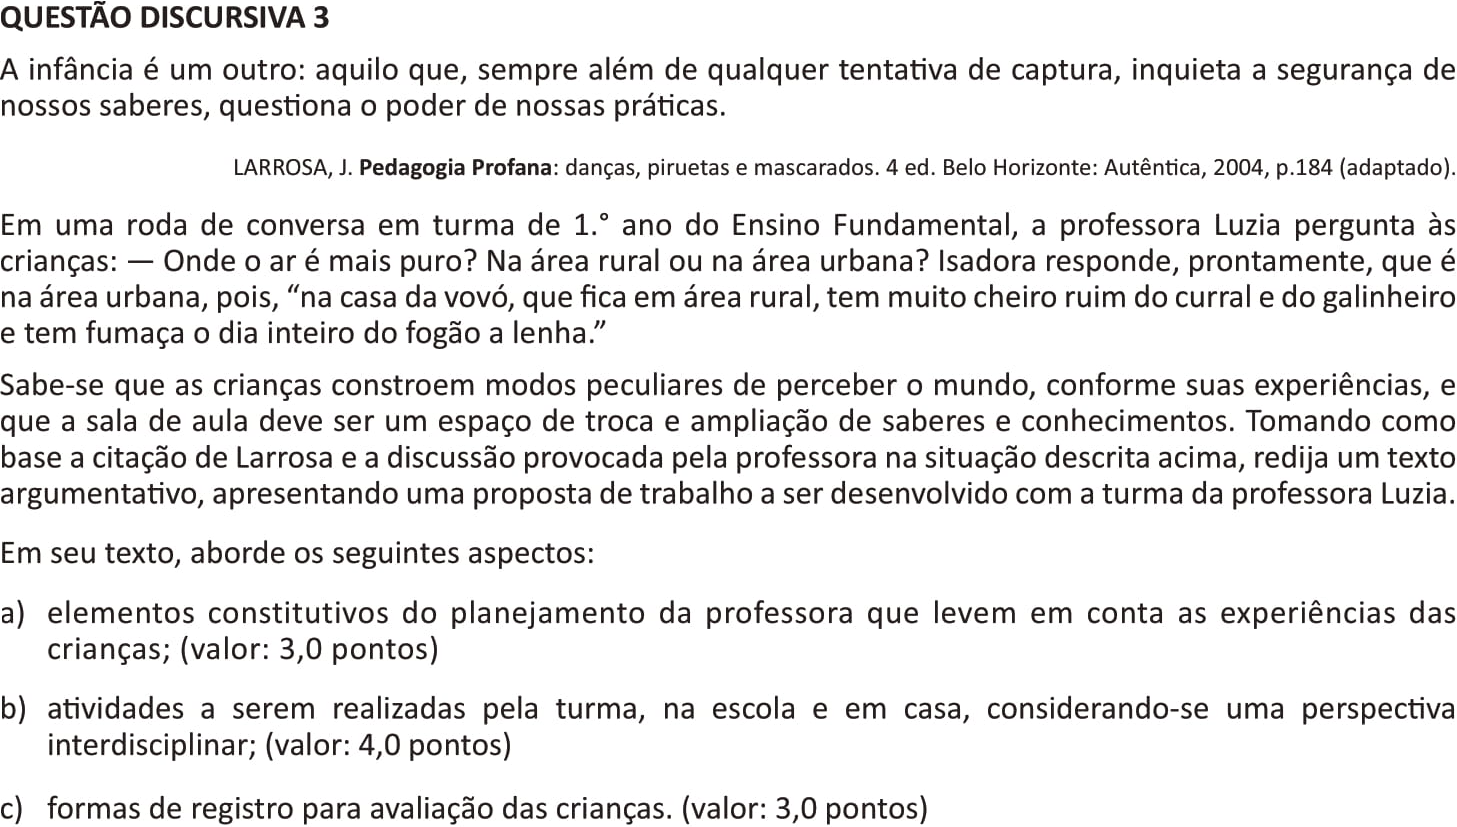 QUESTÃO DISCURSIVA 3
A infância é um outro: aquilo que, sempre além de qualquer tentativa de captura, inquieta a segurança de
nossos saberes, questiona o poder de nossas práticas.
LARROSA, J. Pedagogia Profana: danças, piruetas e mascarados. 4 ed. Belo Horizonte: Autêntica, 2004, p.184 (adaptado).
Em uma roda de conversa em turma de 1.° ano do Ensino Fundamental, a professora Luzia pergunta às
crianças: — Onde o ar é mais puro? Na área rural ou na área urbana? Isadora responde, prontamente, que é
na área urbana, pois, “na casa da vovó, que fica em área rural, tem muito cheiro ruim do curral e do galinheiro
e tem fumaça o dia inteiro do fogão a lenha.”
Sabe-se que as crianças constroem modos peculiares de perceber o mundo, conforme suas experiências, e
que a sala de aula deve ser um espaço de troca e ampliação de saberes e conhecimentos. Tomando como
base a citação de Larrosa e a discussão provocada pela professora na situação descrita acima, redija um texto
argumentativo, apresentando uma proposta de trabalho a ser desenvolvido com a turma da professora Luzia.
Em seu texto, aborde os seguintes aspectos:
a) elementos constitutivos do planejamento da professora que levem em conta as experiências das
crianças; (valor: 3,0 pontos)
b) atividades a serem realizadas pela turma, na escola e em casa, considerando-se uma perspectiva
interdisciplinar; (valor: 4,0 pontos)
c) formas de registro para avaliação das crianças. (valor: 3,0 pontos)